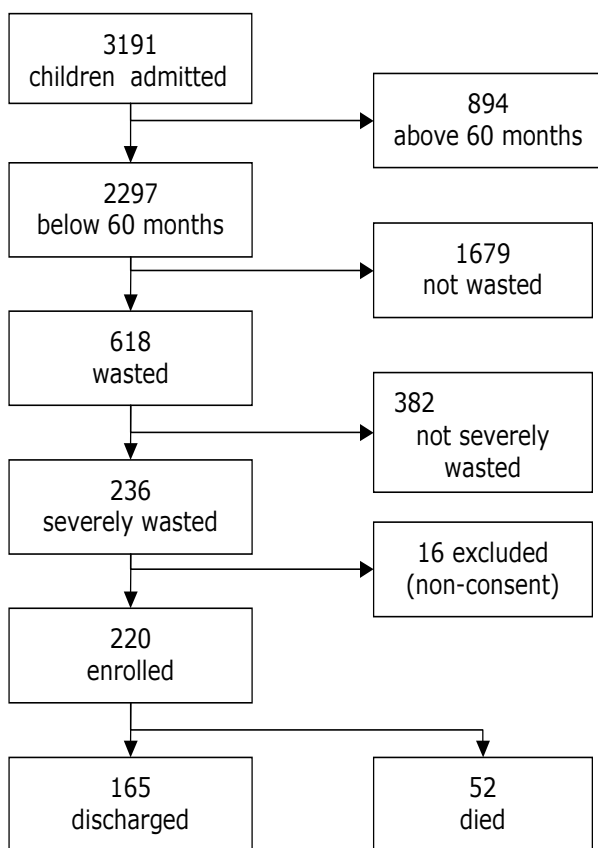 3191
children admitted
894
above 60 months
2297
below 60 months
1679
not wasted
618
wasted
382
not severely
wasted
236
severely wasted
16 excluded
(non-consent)
220
enrolled
165
discharged
52
died